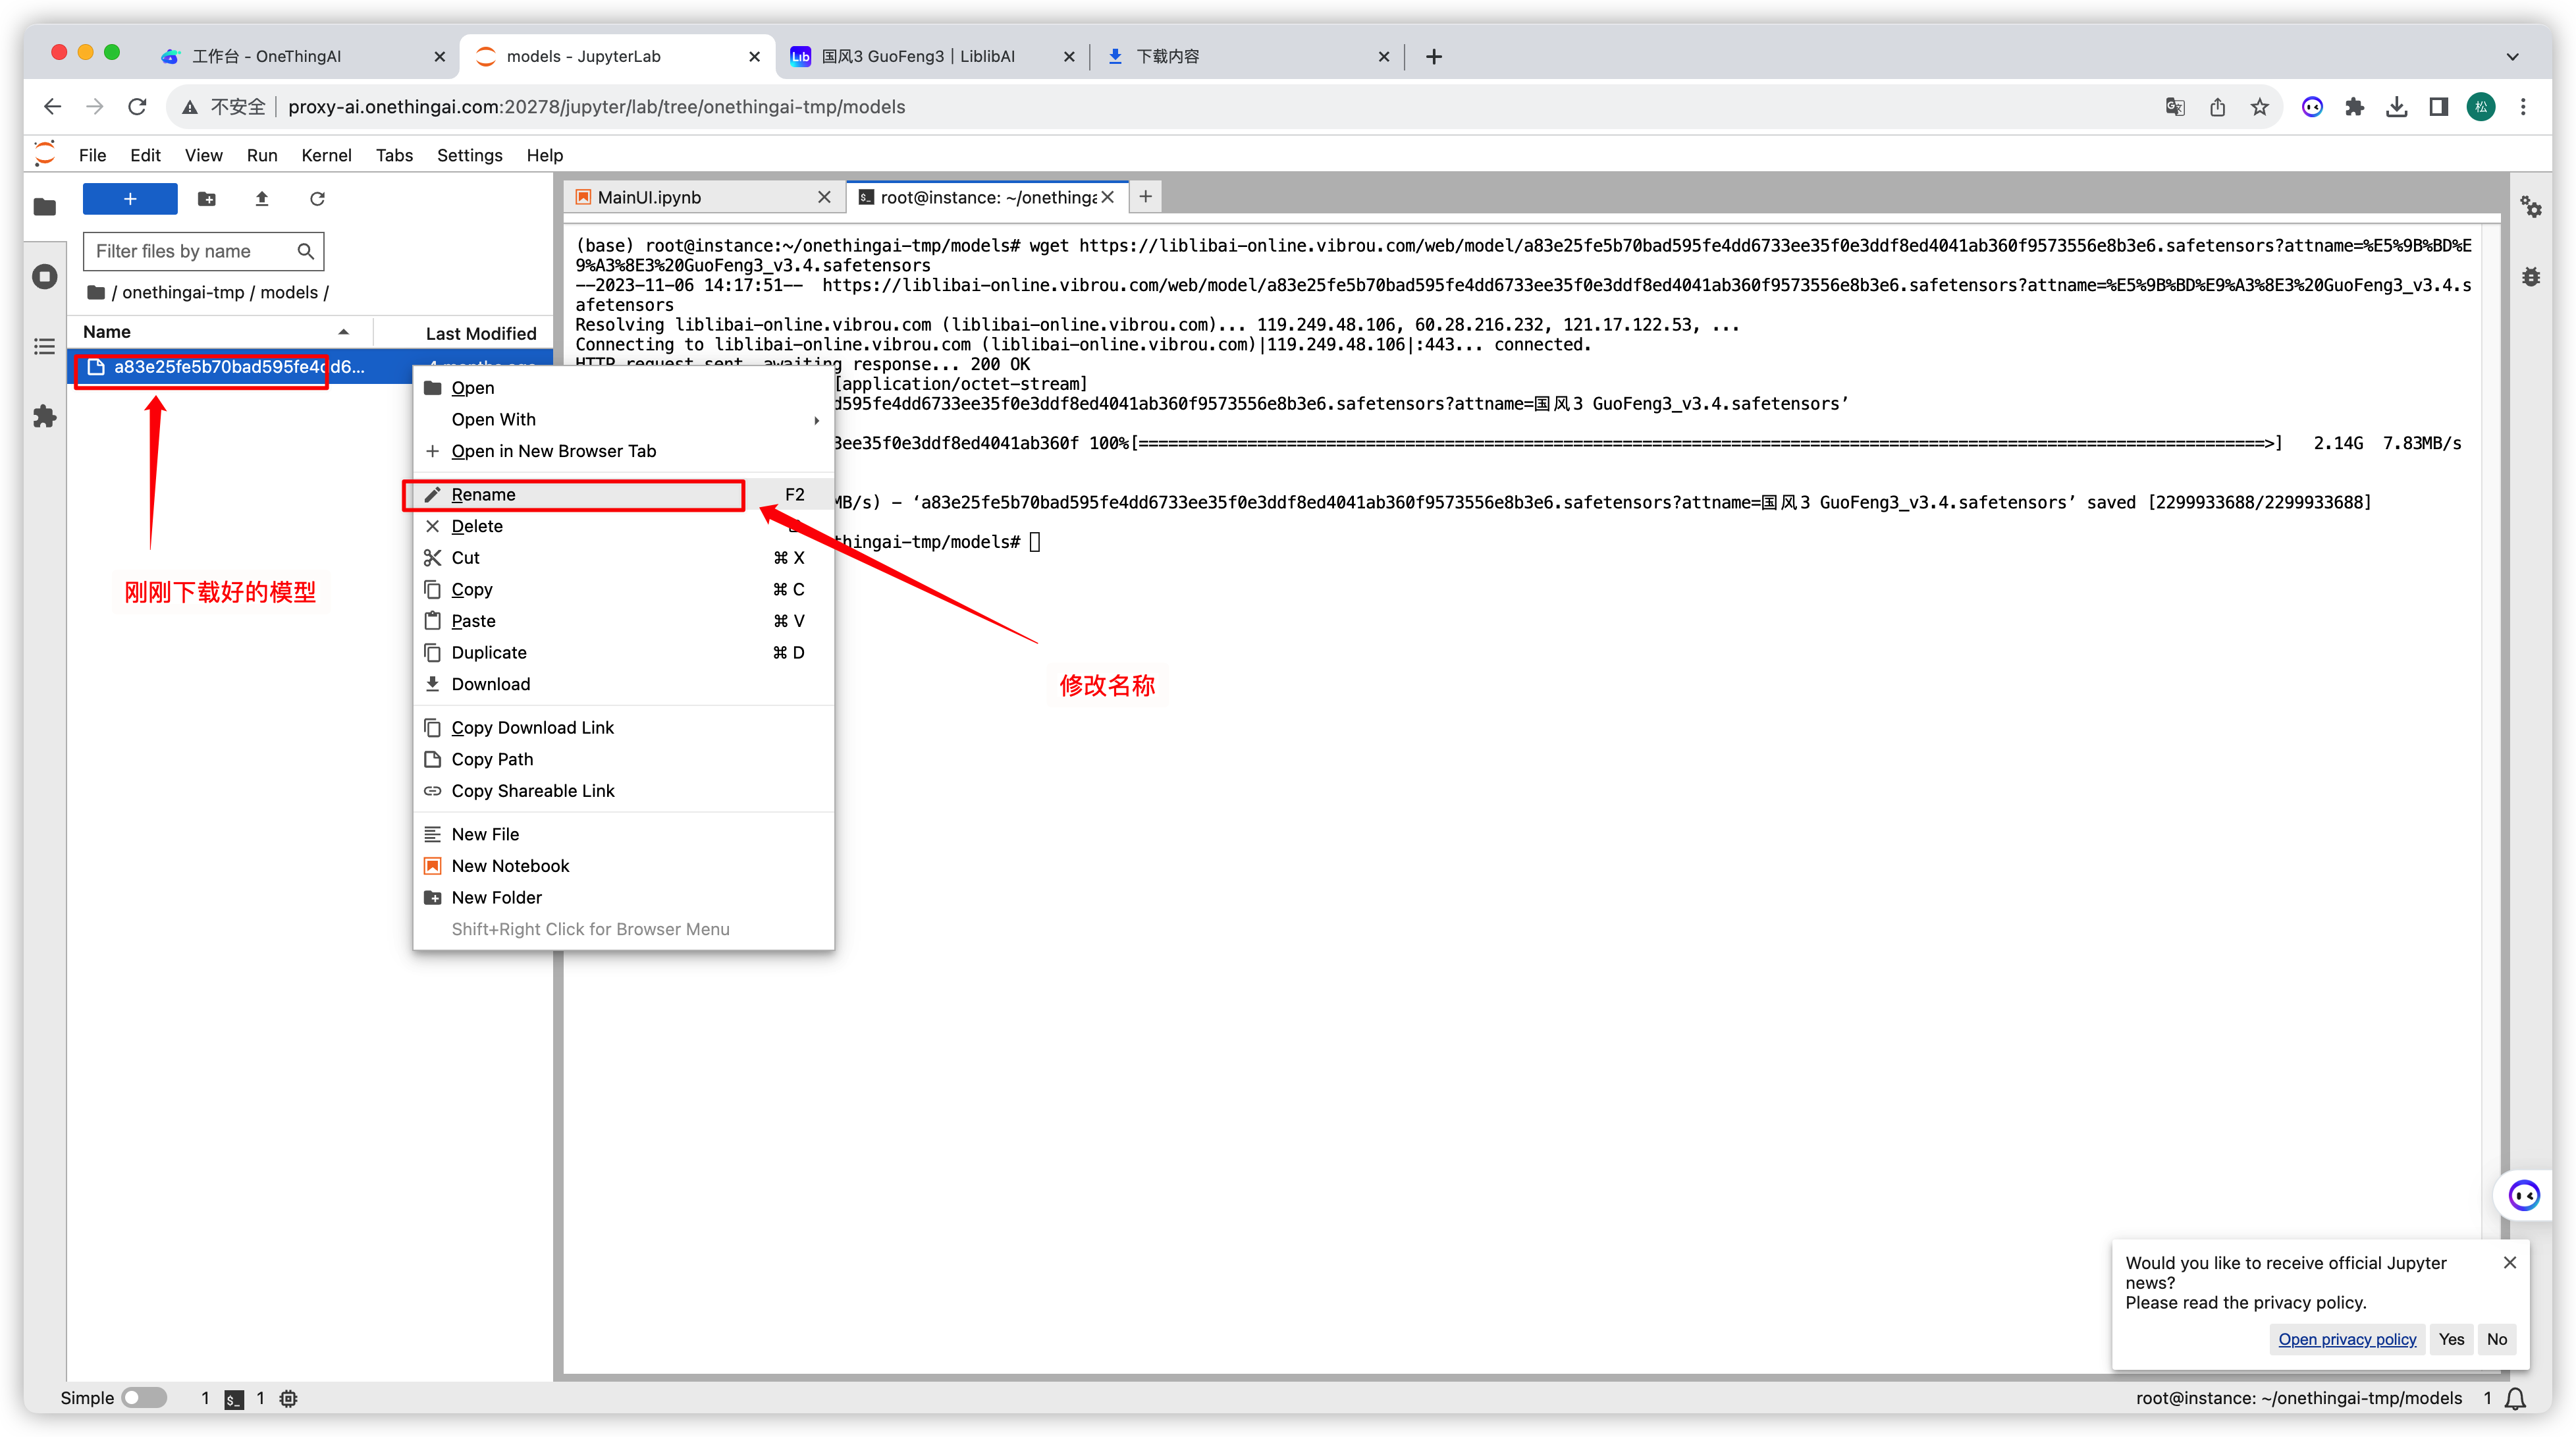 工作台 - OneThingAI
models - JupyterLab
国风3 GuoFeng3 | LiblibAI
下载内容
不安全 | proxy-ai.onethingai.com:20278/jupyter/lab/tree/onethingai-tmp/models
松
File Edit View Run Kernel Tabs Settings Help
Filter files by name
/ onethingai-tmp / models /
Name Last Modified
a83e25fe5b70bad595fe4dd6...
刚刚下载好的模型
MainUI.ipynb
root@instance: ~/onethinga
(base) root@instance:~/onethingai-tmp/models# wget https://liblibai-online.vibrou.com/web/model/a83e25fe5b70bad595fe4dd6733ee35f0e3ddf8ed4041ab360f9573556e8b3e6.safetensors?attname=%E5%9B%BD%E
9%A3%8E3%20GuoFeng3_v3.4.safetensors
--2023-11-06 14:17:51-- https://liblibai-online.vibrou.com/web/model/a83e25fe5b70bad595fe4dd6733ee35f0e3ddf8ed4041ab360f9573556e8b3e6.safetensors?attname=%E5%9B%BD%E9%A3%8E3%20GuoFeng3_v3.4.s
afetensors
Resolving liblibai-online.vibrou.com (liblibai-online.vibrou.com)... 119.249.48.106, 60.28.216.232, 121.17.122.53, ...
Connecting to liblibai-online.vibrou.com (liblibai-online.vibrou.com)|119.249.48.106|:443... connected.
HTTP request sent, awaiting response... 200 OK
[application/octet-stream]
d595fe4dd6733ee35f0e3ddf8ed4041ab360f9573556e8b3e6.safetensors?attname=国风3 GuoFeng3_v3.4.safetensors’
3ee35f0e3ddf8ed4041ab360f 100%[==================================================================================================================>] 2.14G 7.83MB/s
MB/s) - ‘a83e25fe5b70bad595fe4dd6733ee35f0e3ddf8ed4041ab360f9573556e8b3e6.safetensors?attname=国风3 GuoFeng3_v3.4.safetensors’ saved [2299933688/2299933688]
thingai-tmp/models#
Open
Open With
Open in New Browser Tab
Rename F2
Delete
Cut ⌘ X
Copy ⌘ C
Paste ⌘ V
Duplicate ⌘ D
Download
Copy Download Link
Copy Path
Copy Shareable Link
New File
New Notebook
New Folder
Shift+Right Click for Browser Menu
修改名称
Would you like to receive official Jupyter
news?
Please read the privacy policy.
Open privacy policy Yes No
Simple 1 $_ 1
root@instance: ~/onethingai-tmp/models 1